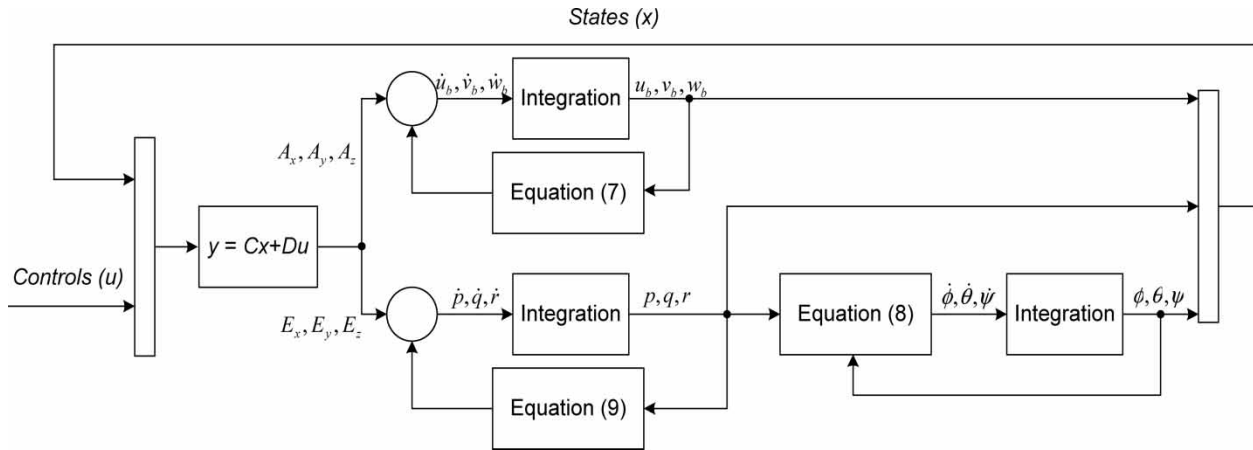 States (x)
u̇_b, v̇_b, ẇ_b
Integration
u_b, v_b, w_b
A_x, A_y, A_z
Equation (7)
y = Cx+Du
Controls (u)
ṗ, q̇, ṙ
Integration
p, q, r
Equation (8)
ϕ̇, θ̇, ψ̇
Integration
ϕ, θ, ψ
E_x, E_y, E_z
Equation (9)